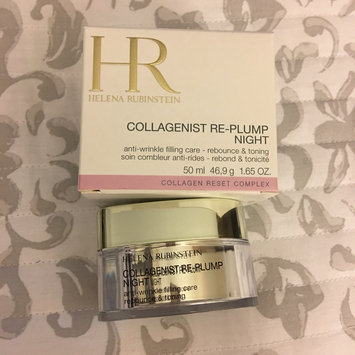 HR
HELENA RUBINSTEIN
COLLAGENIST RE-PLUMP
NIGHT
anti-wrinkle filling care - rebounce & toning
soin combleur anti-rides - rebond & tonicité
50 ml 46,9 g 1.65 OZ.
COLLAGEN RESET COMPLEX
HELENA RUBINSTEIN
COLLAGENIST RE-PLUMP
NIGHT
anti-wrinkle filling care
rebounce & toning